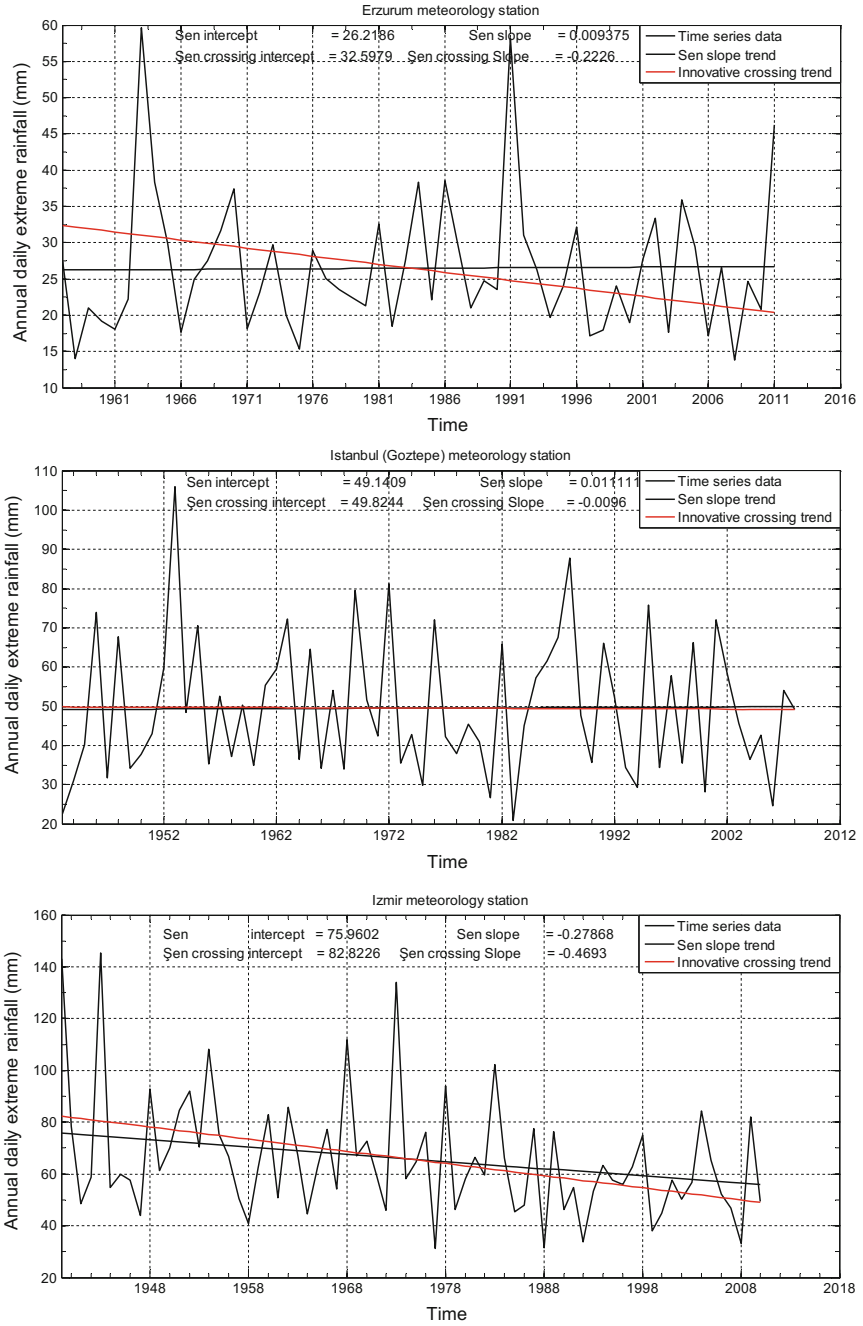 Erzurum meteorology station
Şen intercept = 26.2186 Sen slope = 0.009375
Şen crossing intercept = 32.5979 Şen crossing Slope = -0.2226
Time series data
Sen slope trend
Innovative crossing trend
Annual daily extreme rainfall (mm)
60
55
50
45
40
35
30
25
20
15
10
1961 1966 1971 1976 1981 1986 1991 1996 2001 2006 2011 2016
Time
Istanbul (Goztepe) meteorology station
Sen intercept = 49.1409 Sen slope = 0.011111
Şen crossing intercept = 49.8244 Şen crossing Slope = -0.0096
Time series data
Sen slope trend
Innovative crossing trend
Annual daily extreme rainfall (mm)
110
100
90
80
70
60
50
40
30
20
1952 1962 1972 1982 1992 2002 2012
Time
Izmir meteorology station
Sen intercept = 75.9602 Sen slope = -0.27868
Şen crossing intercept = 82.8226 Şen crossing Slope = -0.4693
Time series data
Sen slope trend
Innovative crossing trend
Annual daily extreme rainfall (mm)
160
140
120
100
80
60
40
20
1948 1958 1968 1978 1988 1998 2008 2018
Time